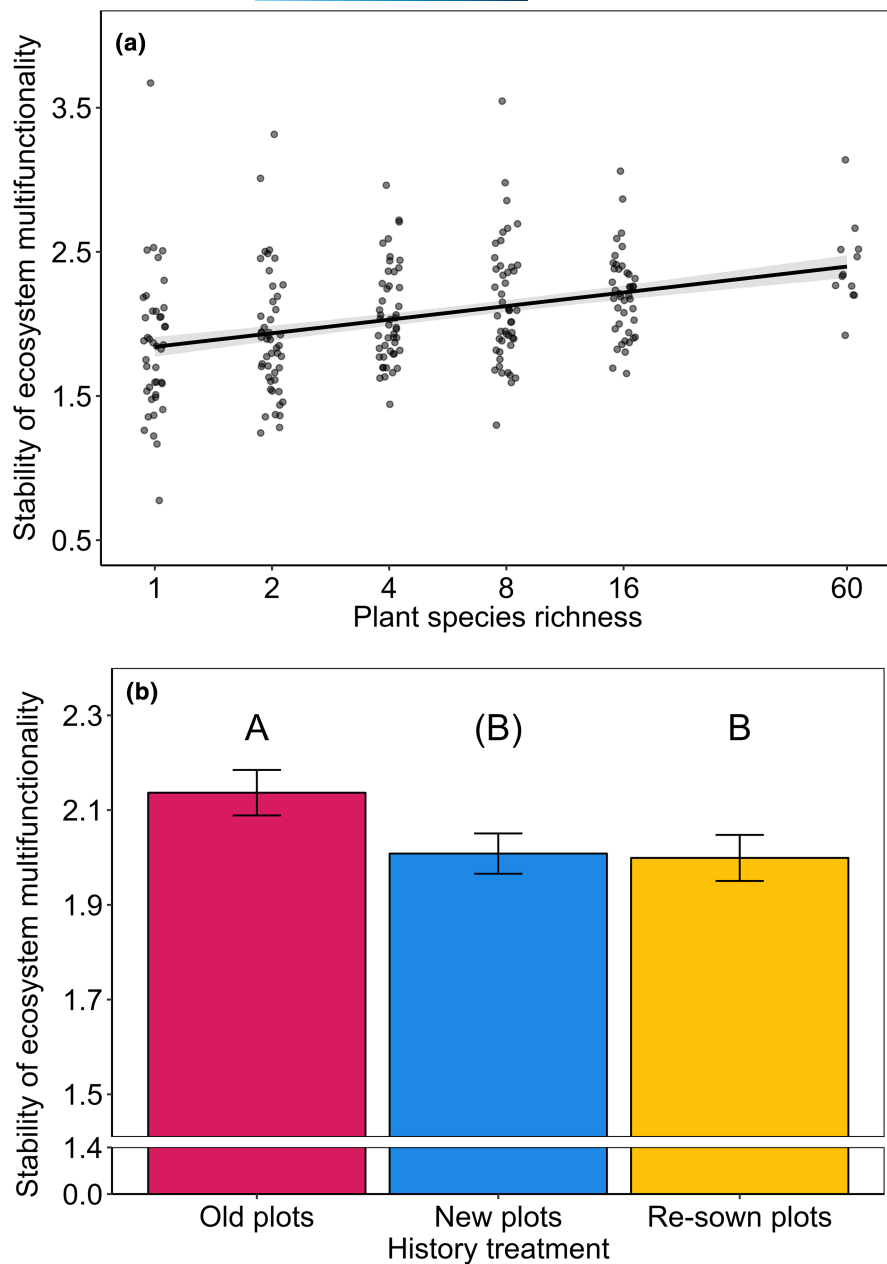 (a)
Stability of ecosystem multifunctionality
3.5
2.5
1.5
0.5
1 2 4 8 16 60
Plant species richness
(b)
Stability of ecosystem multifunctionality
2.3
2.1
1.9
1.7
1.5
1.4
0.0
A (B) B
Old plots New plots Re-sown plots
History treatment